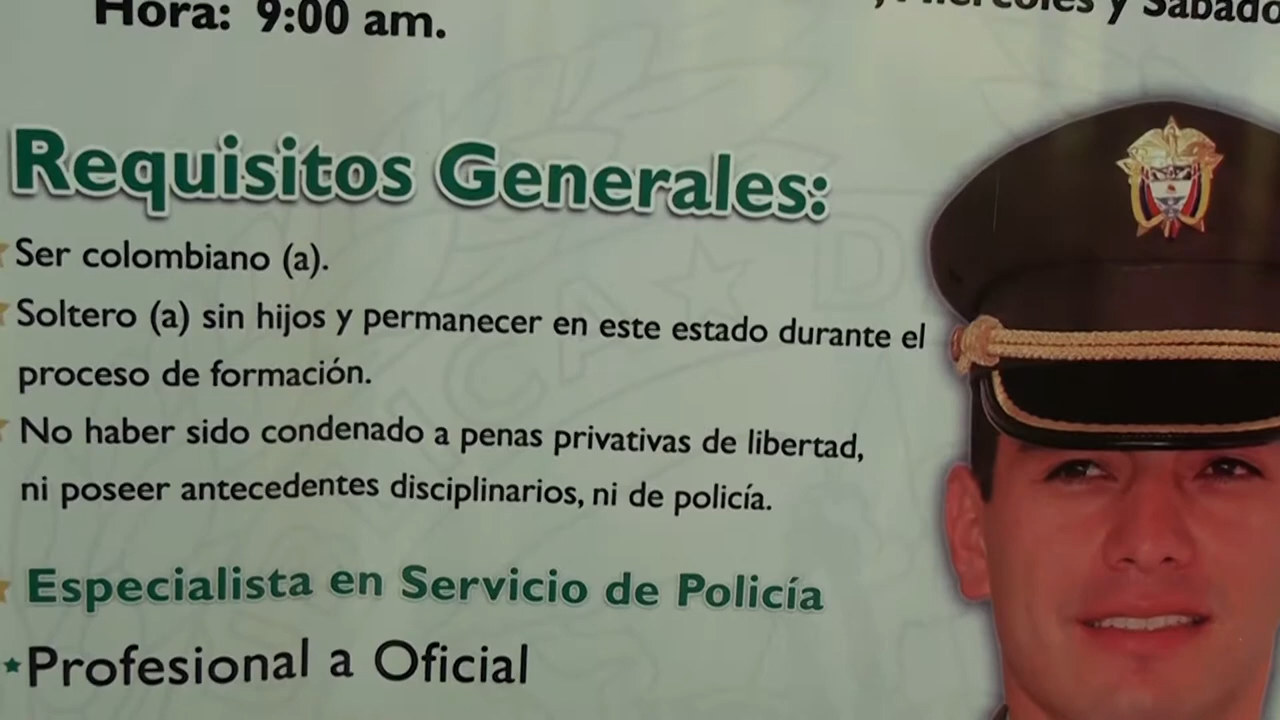 Hora: 9:00 am.
, Miércoles y Sábado
Requisitos Generales:
Ser colombiano (a).
Soltero (a) sin hijos y permanecer en este estado durante el
proceso de formación.
No haber sido condenado a penas privativas de libertad,
ni poseer antecedentes disciplinarios, ni de policía.
Especialista en Servicio de Policía
Profesional a Oficial